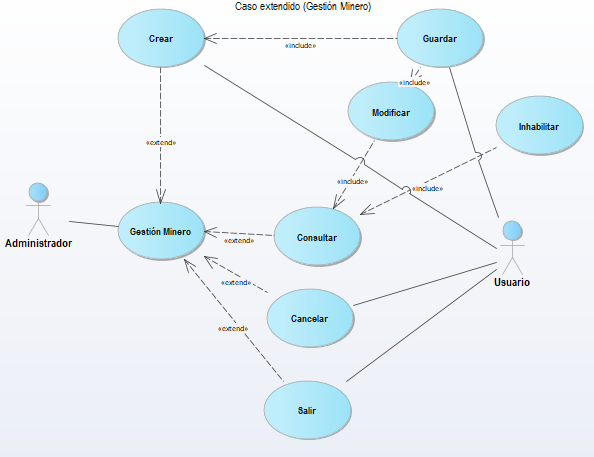 Caso extendido (Gestión Minero)
Crear
Guardar
«include»
«include»
Modificar
Inhabilitar
«extend»
«include»
«include»
Administrador
Gestión Minero
«extend»
Consultar
Usuario
«extend»
Cancelar
«extend»
Salir